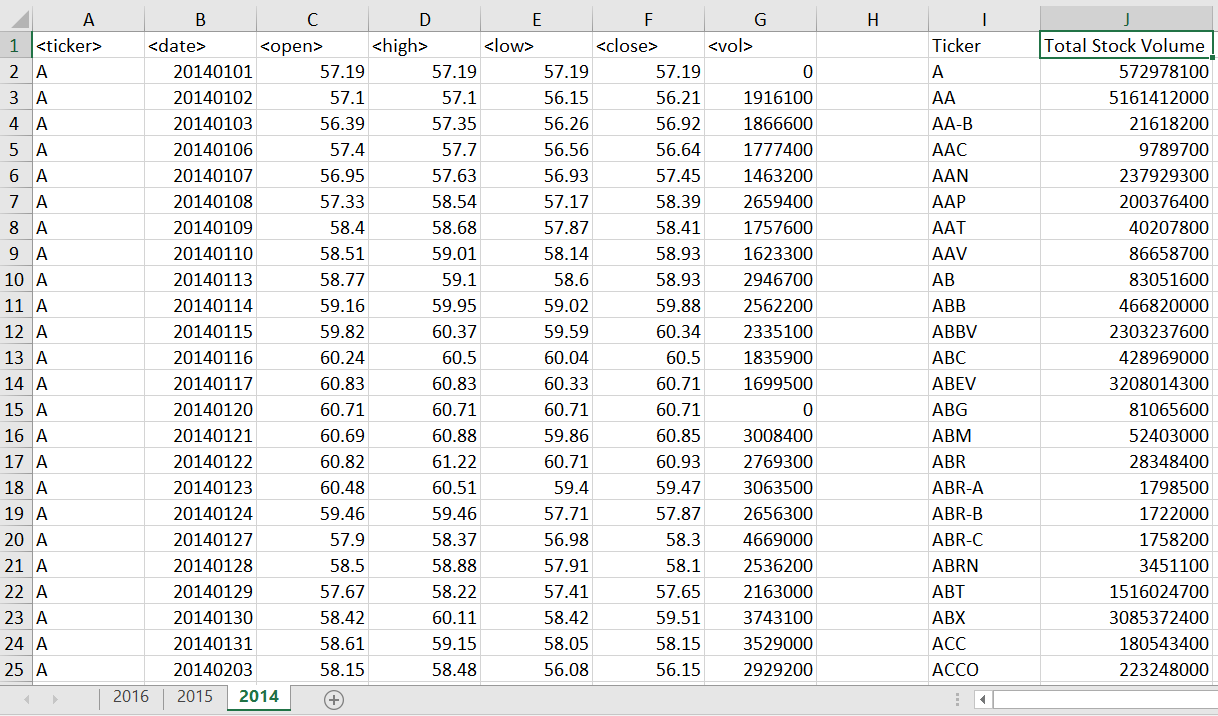 A B C D E F G H I J
1 <ticker> <date> <open> <high> <low> <close> <vol> Ticker Total Stock Volume
2 A 20140101 57.19 57.19 57.19 57.19 0 A 572978100
3 A 20140102 57.1 57.1 56.15 56.21 1916100 AA 5161412000
4 A 20140103 56.39 57.35 56.26 56.92 1866600 AA-B 21618200
5 A 20140106 57.4 57.7 56.56 56.64 1777400 AAC 9789700
6 A 20140107 56.95 57.63 56.93 57.45 1463200 AAN 237929300
7 A 20140108 57.33 58.54 57.17 58.39 2659400 AAP 200376400
8 A 20140109 58.4 58.68 57.87 58.41 1757600 AAT 40207800
9 A 20140110 58.51 59.01 58.14 58.93 1623300 AAV 86658700
10 A 20140113 58.77 59.1 58.6 58.93 2946700 AB 83051600
11 A 20140114 59.16 59.95 59.02 59.88 2562200 ABB 466820000
12 A 20140115 59.82 60.37 59.59 60.34 2335100 ABBV 2303237600
13 A 20140116 60.24 60.5 60.04 60.5 1835900 ABC 428969000
14 A 20140117 60.83 60.83 60.33 60.71 1699500 ABEV 3208014300
15 A 20140120 60.71 60.71 60.71 60.71 0 ABG 81065600
16 A 20140121 60.69 60.88 59.86 60.85 3008400 ABM 52403000
17 A 20140122 60.82 61.22 60.71 60.93 2769300 ABR 28348400
18 A 20140123 60.48 60.51 59.4 59.47 3063500 ABR-A 1798500
19 A 20140124 59.46 59.46 57.71 57.87 2656300 ABR-B 1722000
20 A 20140127 57.9 58.37 56.98 58.3 4669000 ABR-C 1758200
21 A 20140128 58.5 58.88 57.91 58.1 2536200 ABRN 3451100
22 A 20140129 57.67 58.22 57.41 57.65 2163000 ABT 1516024700
23 A 20140130 58.42 60.11 58.42 59.51 3743100 ABX 3085372400
24 A 20140131 58.61 59.15 58.05 58.15 3529000 ACC 180543400
25 A 20140203 58.15 58.48 56.08 56.15 2929200 ACCO 223248000
2016 2015 2014